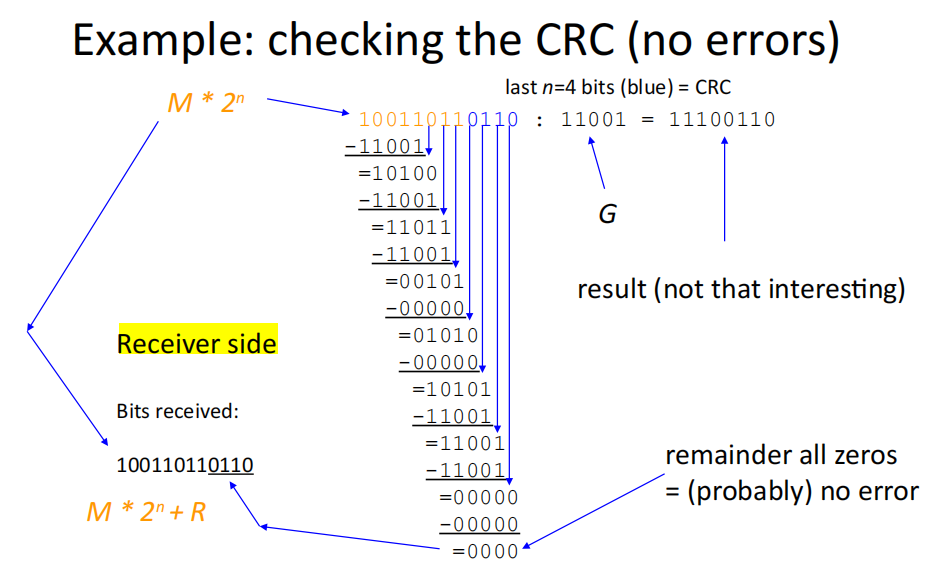 Example: checking the CRC (no errors)
last n=4 bits (blue) = CRC
M * 2ⁿ
100110110110 : 11001 = 11100110
-11001
=10100
-11001
=11011
-11001
=00101
-00000
=01010
-00000
=10101
-11001
=11001
-11001
=00000
-00000
=0000
G
result (not that interesting)
Receiver side
Bits received:
100110110110
M * 2ⁿ + R
remainder all zeros
= (probably) no error